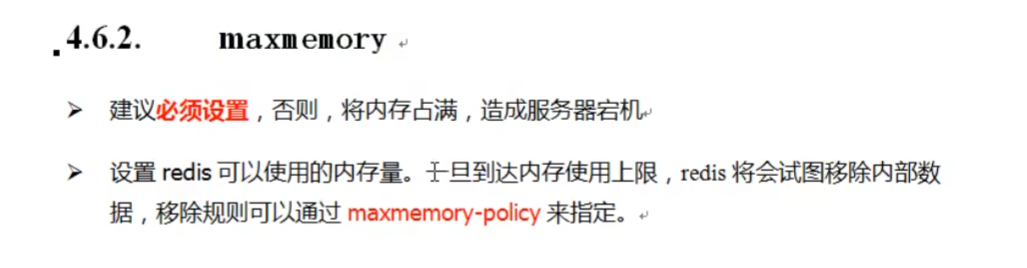 4.6.2. maxmemory
➢ 建议必须设置，否则，将内存占满，造成服务器宕机
➢ 设置 redis 可以使用的内存量。一旦到达内存使用上限，redis 将会试图移除内部数
据，移除规则可以通过 maxmemory-policy 来指定。